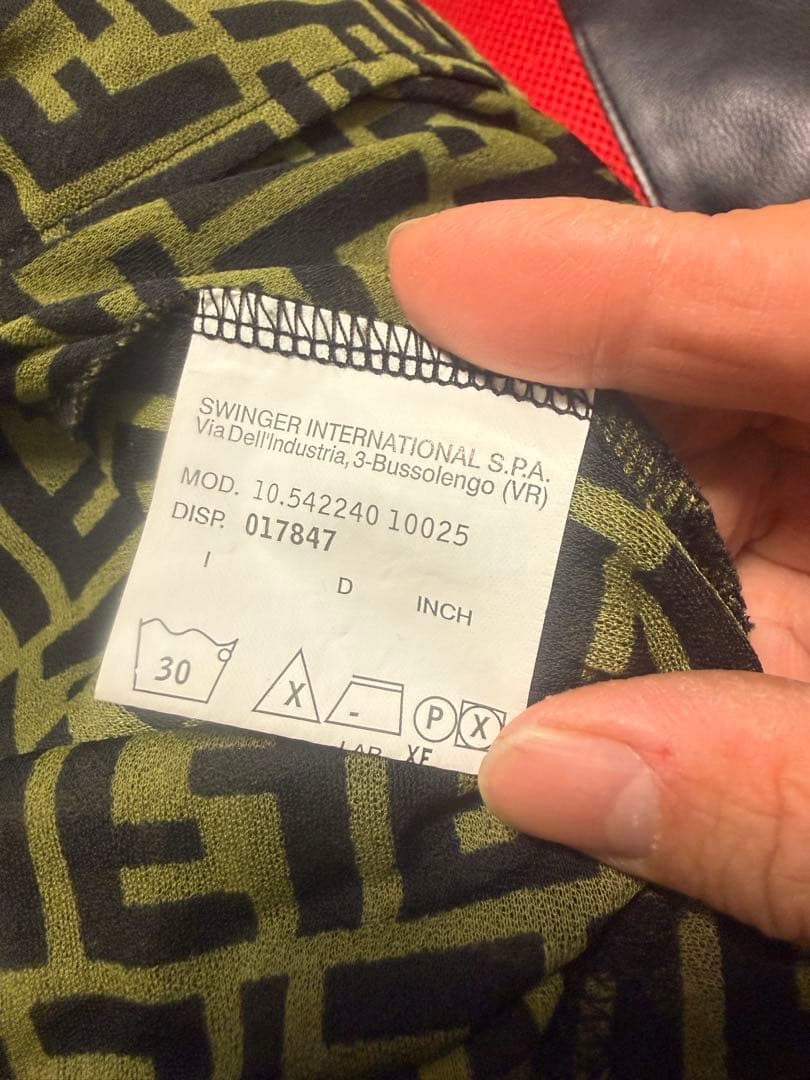 SWINGER INTERNATIONAL S.P.A.
Via Dell'Industria, 3-Bussolengo (VR)
MOD. 10.542240 10025
DISP. 017847
I D INCH
30 X - P X